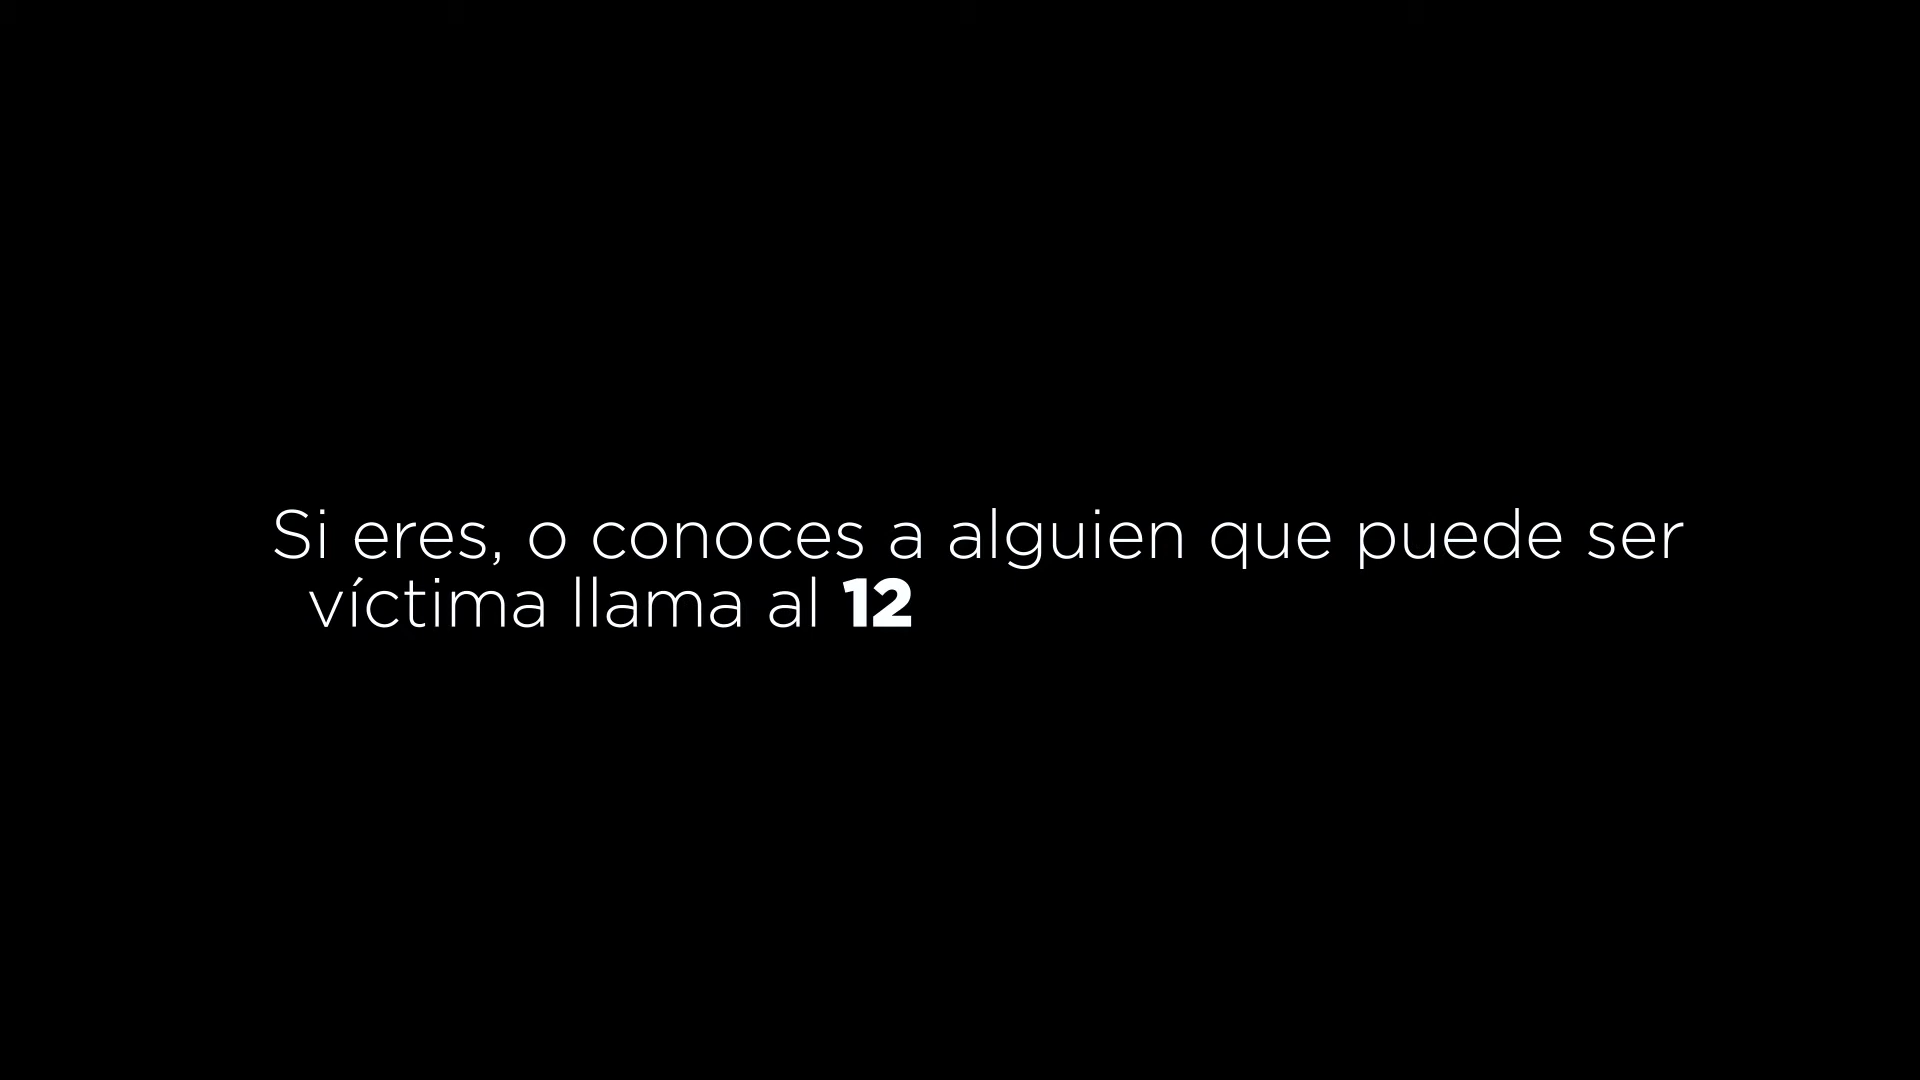 Si eres, o conoces a alguien que puede ser
víctima llama al 12